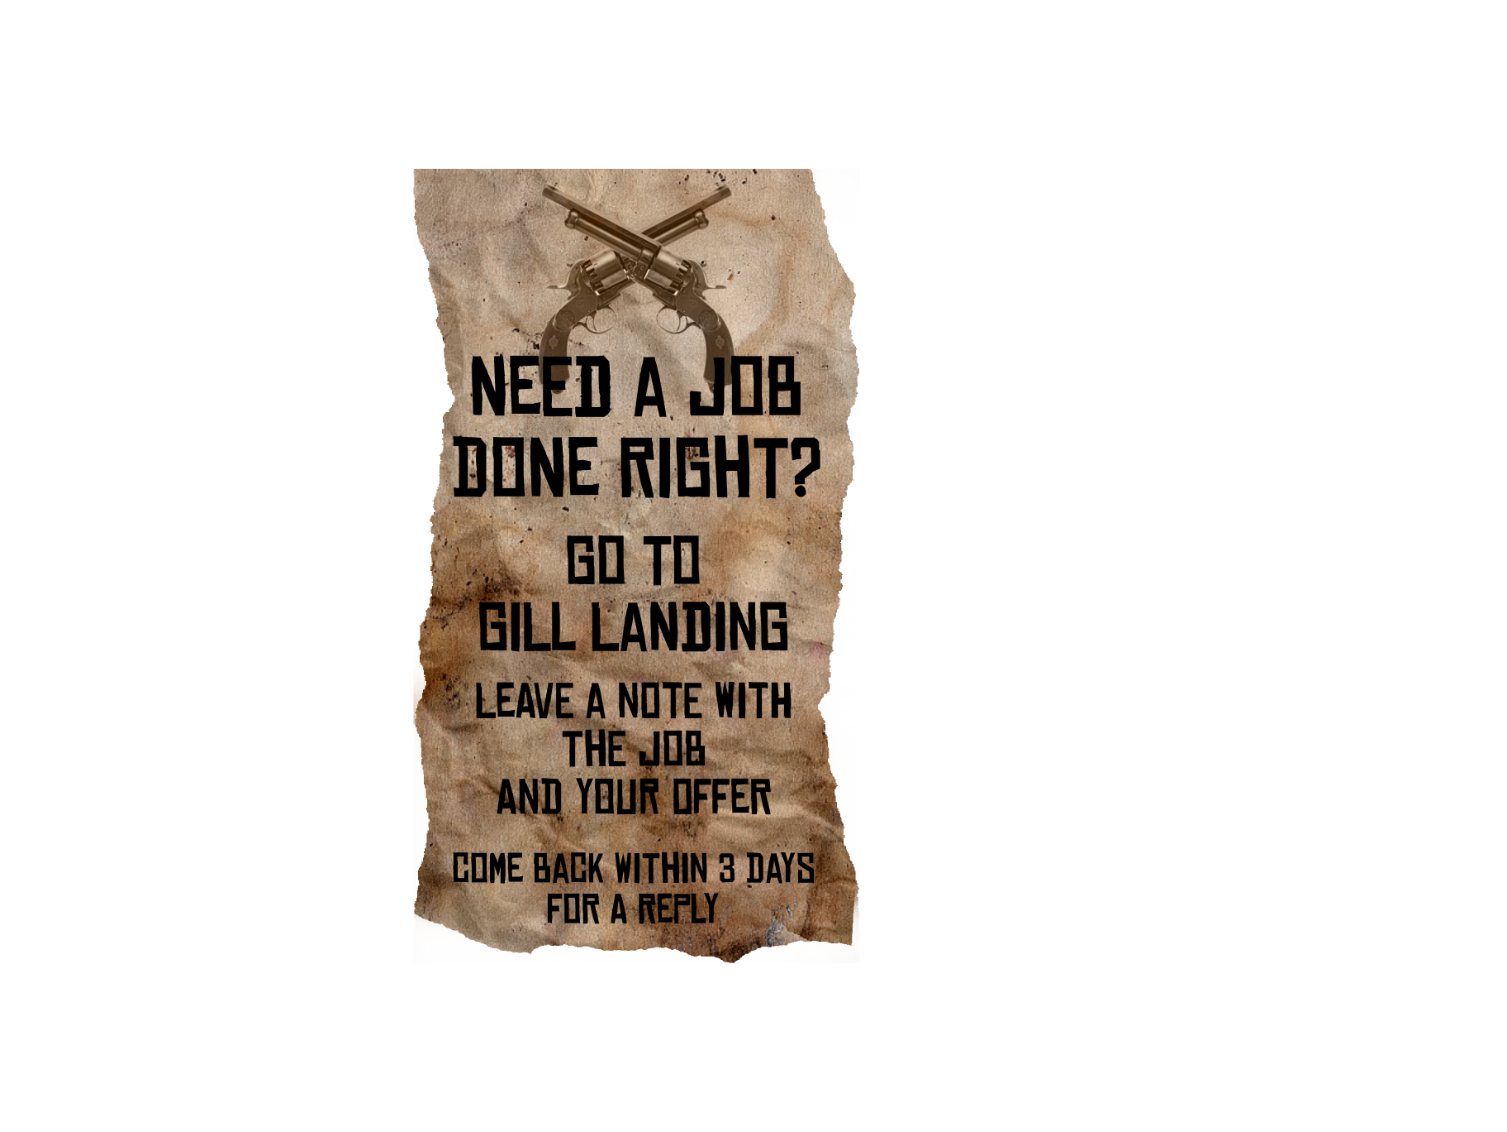 NEED A JOB
DONE RIGHT?
GO TO
GILL LANDING
LEAVE A NOTE WITH
THE JOB
AND YOUR OFFER
COME BACK WITHIN 3 DAYS
FOR A REPLY